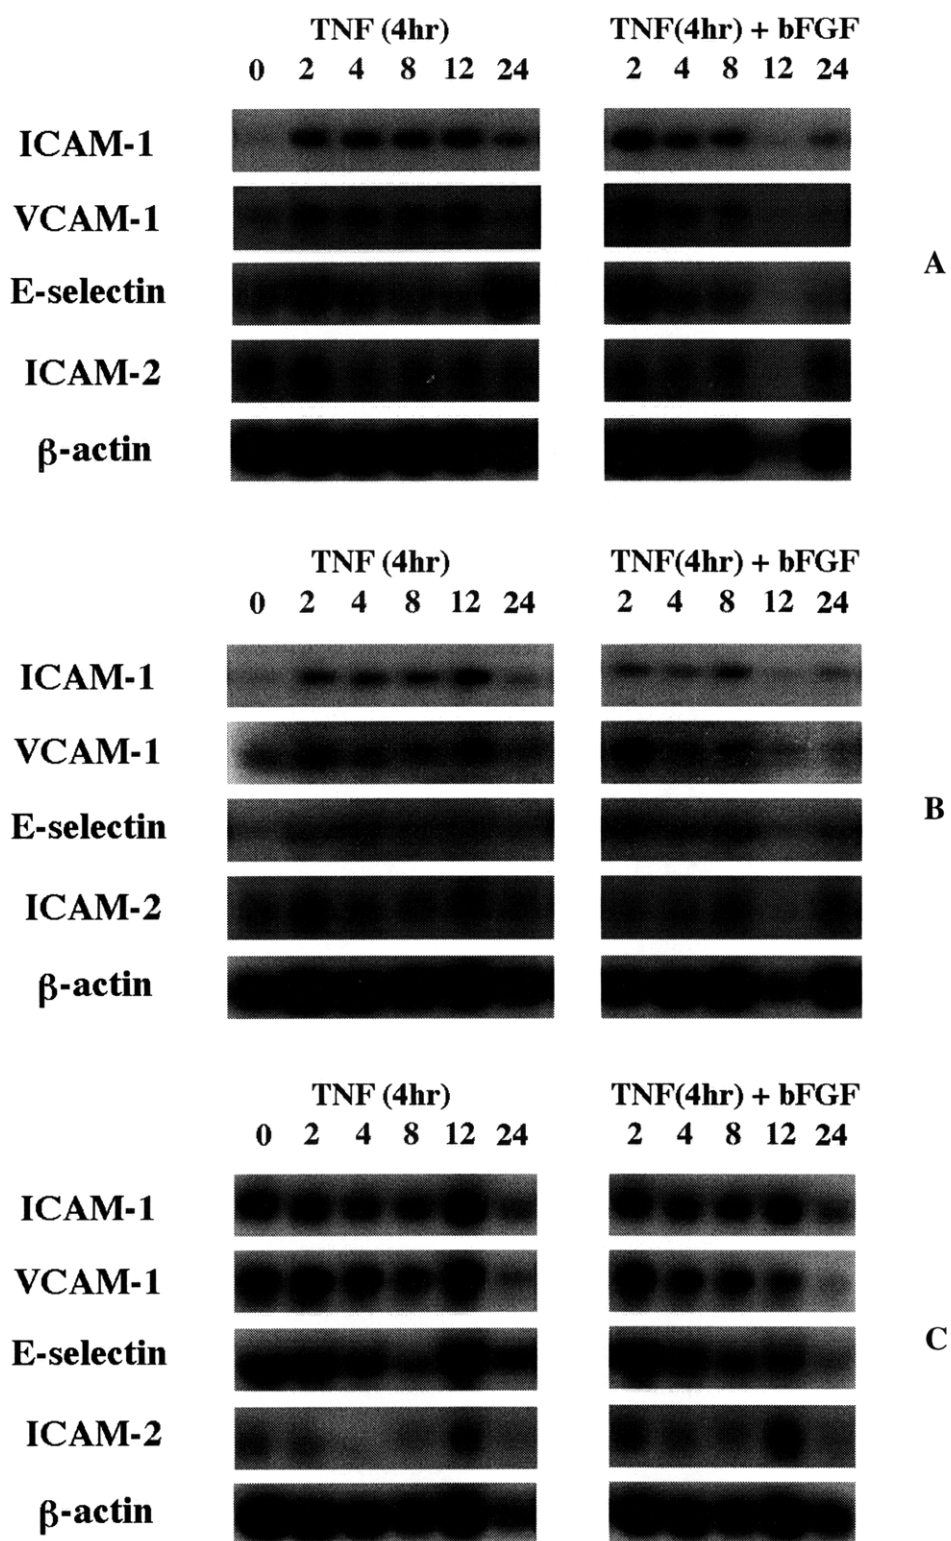 TNF (4hr) TNF(4hr) + bFGF
0 2 4 8 12 24 2 4 8 12 24
ICAM-1
VCAM-1
A
E-selectin
ICAM-2
β-actin
TNF (4hr) TNF(4hr) + bFGF
0 2 4 8 12 24 2 4 8 12 24
ICAM-1
VCAM-1
B
E-selectin
ICAM-2
β-actin
TNF (4hr) TNF(4hr) + bFGF
0 2 4 8 12 24 2 4 8 12 24
ICAM-1
VCAM-1
C
E-selectin
ICAM-2
β-actin